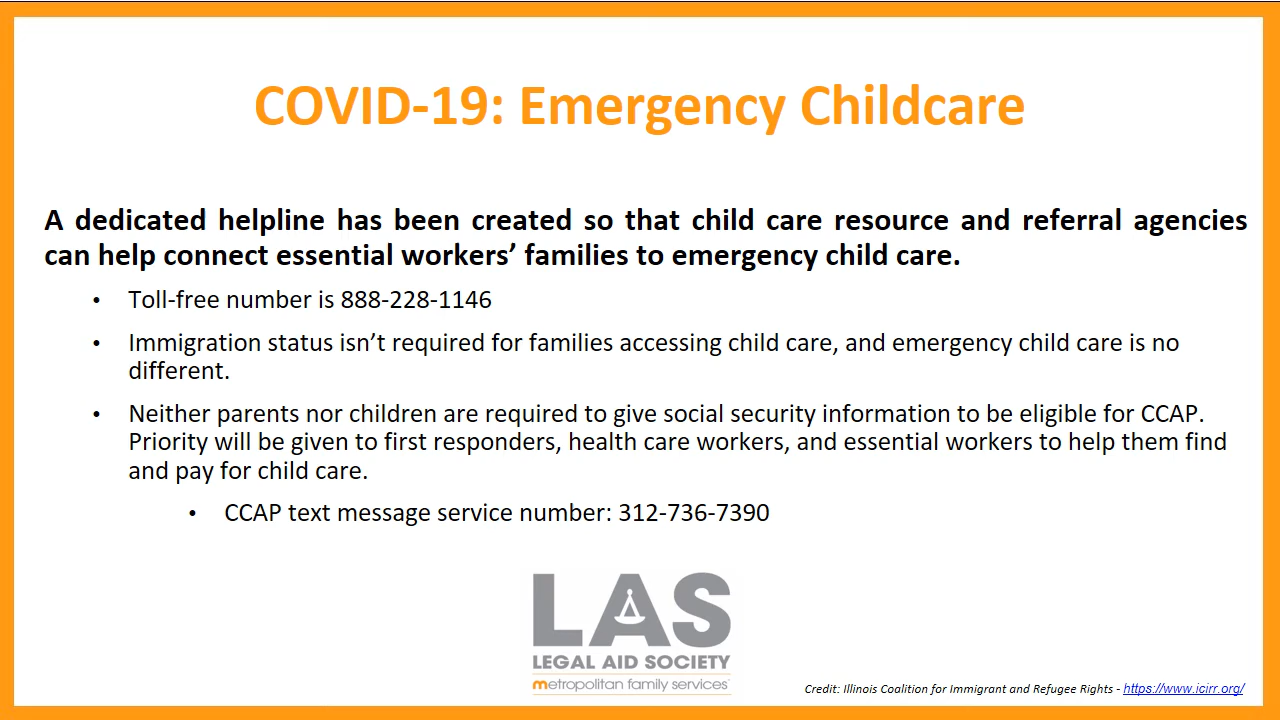 COVID-19: Emergency Childcare
A dedicated helpline has been created so that child care resource and referral agencies
can help connect essential workers’ families to emergency child care.
• Toll-free number is 888-228-1146
• Immigration status isn’t required for families accessing child care, and emergency child care is no
different.
• Neither parents nor children are required to give social security information to be eligible for CCAP.
Priority will be given to first responders, health care workers, and essential workers to help them find
and pay for child care.
• CCAP text message service number: 312-736-7390
LAS
LEGAL AID SOCIETY
metropolitan family services
Credit: Illinois Coalition for Immigrant and Refugee Rights - https://www.icirr.org/